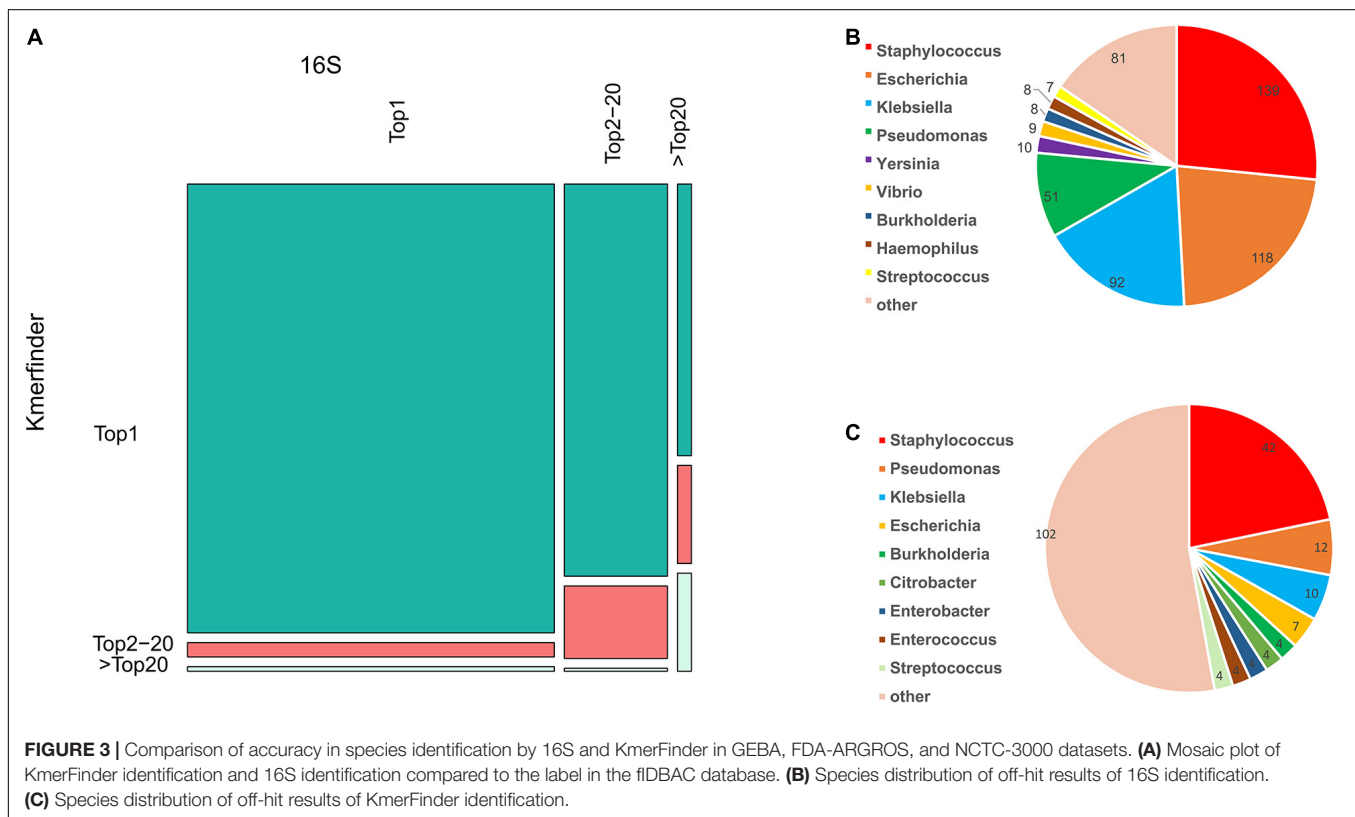 A
16S
Top1
Top2-20
>Top20
Kmerfinder
Top1
Top2-20
>Top20
B
Staphylococcus
Escherichia
Klebsiella
Pseudomonas
Yersinia
Vibrio
Burkholderia
Haemophilus
Streptococcus
other
139
118
92
51
10
9
8
8
7
81
C
Staphylococcus
Pseudomonas
Klebsiella
Escherichia
Burkholderia
Citrobacter
Enterobacter
Enterococcus
Streptococcus
other
42
12
10
7
4
4
4
4
4
102
FIGURE 3 | Comparison of accuracy in species identification by 16S and KmerFinder in GEBA, FDA-ARGROS, and NCTC-3000 datasets. (A) Mosaic plot of
KmerFinder identification and 16S identification compared to the label in the fIDBAC database. (B) Species distribution of off-hit results of 16S identification.
(C) Species distribution of off-hit results of KmerFinder identification.